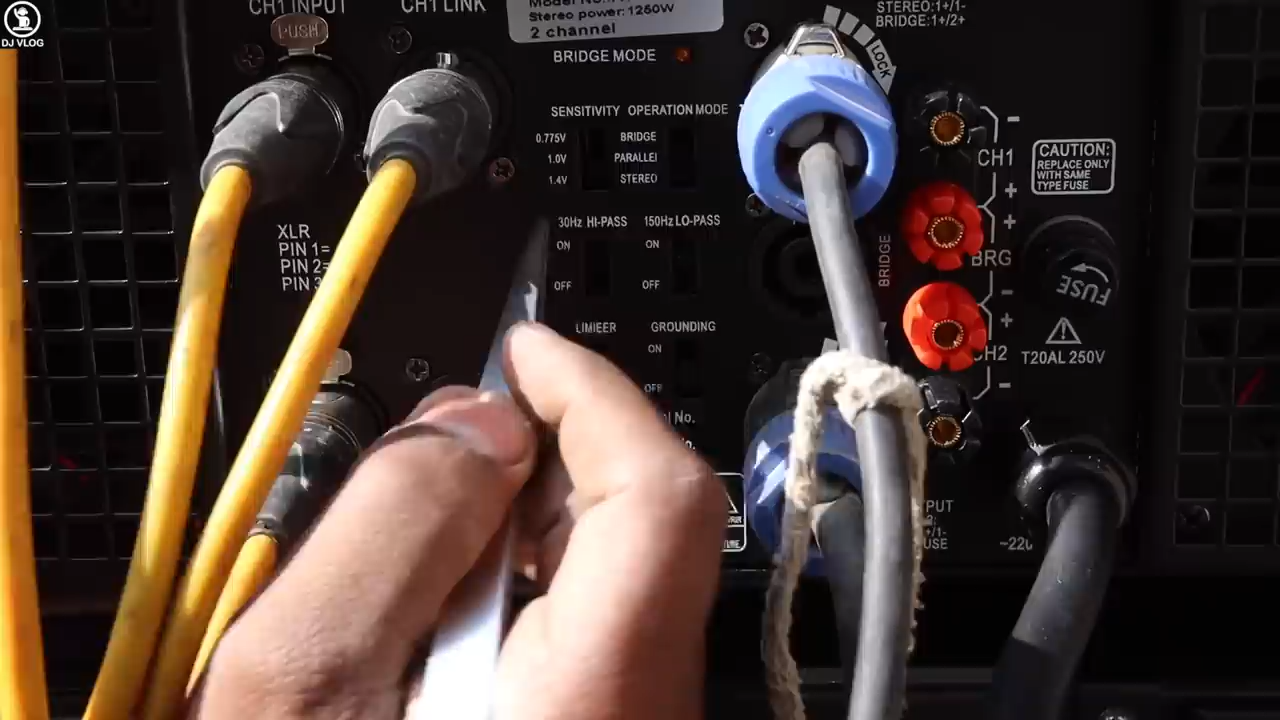 DJ VLOG
CH1 INPUT
PUSH
CH1 LINK
Stereo power:1250W
2 channel
BRIDGE MODE
STEREO:1+/1-
BRIDGE:1+/2+
LOCK
SENSITIVITY OPERATION MODE
0.775V BRIDGE
1.0V PARALLEL
1.4V STEREO
30Hz HI-PASS 150Hz LO-PASS
ON ON
OFF OFF
LIMIEER GROUNDING
ON
OFF
No.
XLR
PIN 1=
PIN 2=
PIN
BRIDGE
-
CH1
+
+
BRG
-
+
CH2
-
CAUTION:
REPLACE ONLY
WITH SAME
TYPE FUSE
FUSE
T20AL 250V
~220